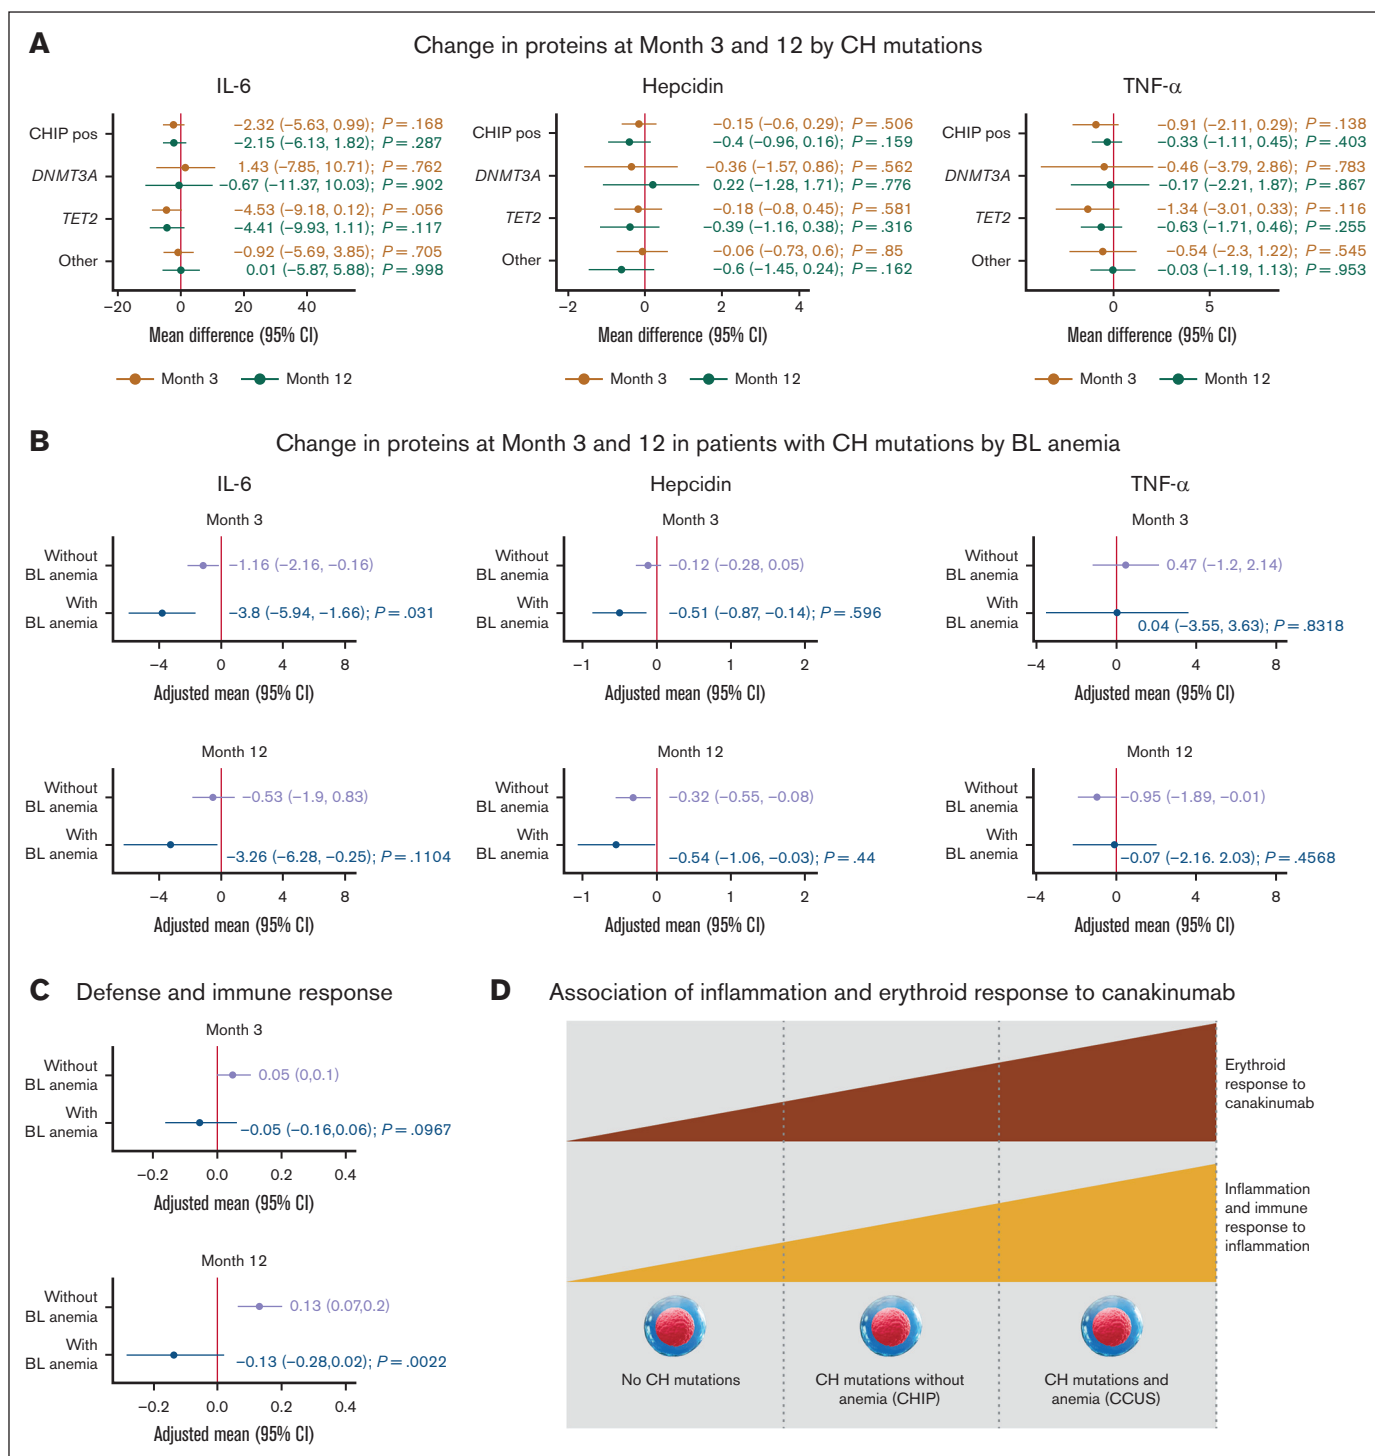 A
Change in proteins at Month 3 and 12 by CH mutations
IL-6
CHIP pos
−2.32 (−5.63, 0.99); P = .168
−2.15 (−6.13, 1.82); P = .287
DNMT3A
1.43 (−7.85, 10.71); P = .762
−0.67 (−11.37, 10.03); P = .902
TET2
−4.53 (−9.18, 0.12); P = .056
−4.41 (−9.93, 1.11); P = .117
Other
−0.92 (−5.69, 3.85); P = .705
0.01 (−5.87, 5.88); P = .998
−20 0 20 40
Mean difference (95% CI)
Month 3 Month 12
Hepcidin
CHIP pos
−0.15 (−0.6, 0.29); P = .506
−0.4 (−0.96, 0.16); P = .159
DNMT3A
−0.36 (−1.57, 0.86); P = .562
0.22 (−1.28, 1.71); P = .776
TET2
−0.18 (−0.8, 0.45); P = .581
−0.39 (−1.16, 0.38); P = .316
Other
−0.06 (−0.73, 0.6); P = .85
−0.6 (−1.45, 0.24); P = .162
−2 0 2 4
Mean difference (95% CI)
Month 3 Month 12
TNF-α
CHIP pos
−0.91 (−2.11, 0.29); P = .138
−0.33 (−1.11, 0.45); P = .403
DNMT3A
−0.46 (−3.79, 2.86); P = .783
−0.17 (−2.21, 1.87); P = .867
TET2
−1.34 (−3.01, 0.33); P = .116
−0.63 (−1.71, 0.46); P = .255
Other
−0.54 (−2.3, 1.22); P = .545
−0.03 (−1.19, 1.13); P = .953
0 5
Mean difference (95% CI)
Month 3 Month 12
B
Change in proteins at Month 3 and 12 in patients with CH mutations by BL anemia
IL-6
Month 3
Without
BL anemia
−1.16 (−2.16, −0.16)
With
BL anemia
−3.8 (−5.94, −1.66); P = .031
−4 0 4 8
Adjusted mean (95% CI)
Hepcidin
Month 3
Without
BL anemia
−0.12 (−0.28, 0.05)
With
BL anemia
−0.51 (−0.87, −0.14); P = .596
−1 0 1 2
Adjusted mean (95% CI)
TNF-α
Month 3
Without
BL anemia
0.47 (−1.2, 2.14)
With
BL anemia
0.04 (−3.55, 3.63); P = .8318
−4 0 4 8
Adjusted mean (95% CI)
Month 12
Without
BL anemia
−0.53 (−1.9, 0.83)
With
BL anemia
−3.26 (−6.28, −0.25); P = .1104
−4 0 4 8
Adjusted mean (95% CI)
Month 12
Without
BL anemia
−0.32 (−0.55, −0.08)
With
BL anemia
−0.54 (−1.06, −0.03); P = .44
−1 0 1 2
Adjusted mean (95% CI)
Month 12
Without
BL anemia
−0.95 (−1.89, −0.01)
With
BL anemia
−0.07 (−2.16. 2.03); P = .4568
−4 0 4 8
Adjusted mean (95% CI)
C
Defense and immune response
Month 3
Without
BL anemia
0.05 (0,0.1)
With
BL anemia
−0.05 (−0.16,0.06); P = .0967
−0.2 0.0 0.2 0.4
Adjusted mean (95% CI)
Month 12
Without
BL anemia
0.13 (0.07,0.2)
With
BL anemia
−0.13 (−0.28,0.02); P = .0022
−0.2 0.0 0.2 0.4
Adjusted mean (95% CI)
D
Association of inflammation and erythroid response to canakinumab
Erythroid
response to
canakinumab
Inflammation
and immune
response to
inflammation
No CH mutations
CH mutations without
anemia (CHIP)
CH mutations and
anemia (CCUS)